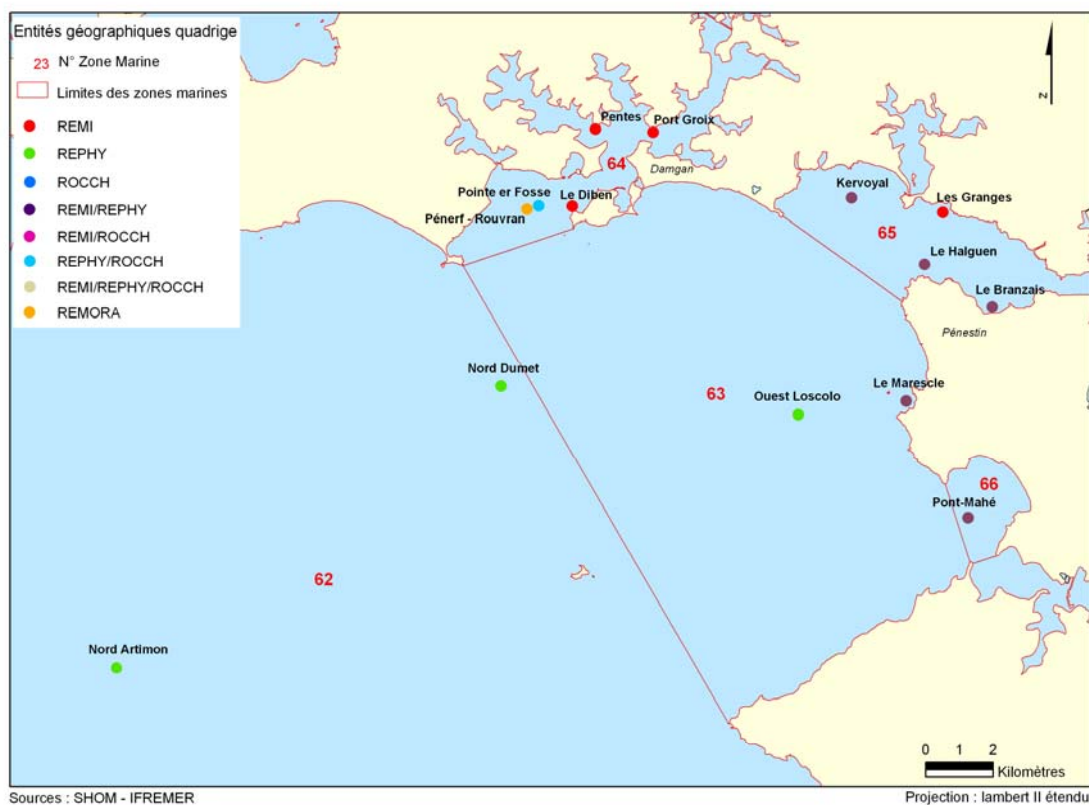 Entités géographiques quadrige
23 N° Zone Marine
Limites des zones marines
REMI
REPHY
ROCCH
REMI/REPHY
REMI/ROCCH
REPHY/ROCCH
REMI/REPHY/ROCCH
REMORA
Z
Pentes
Port Groix
64
Damgan
Pointe er Fosse
Le Diben
Pénerf - Rouvran
Kervoyal
Les Granges
65
Le Halguen
Le Branzais
Pénestin
Nord Dumet
63
Ouest Loscolo
Le Marescle
66
Pont-Mahé
62
Nord Artimon
0 1 2
Kilomètres
Sources : SHOM - IFREMER
Projection : lambert II étendu